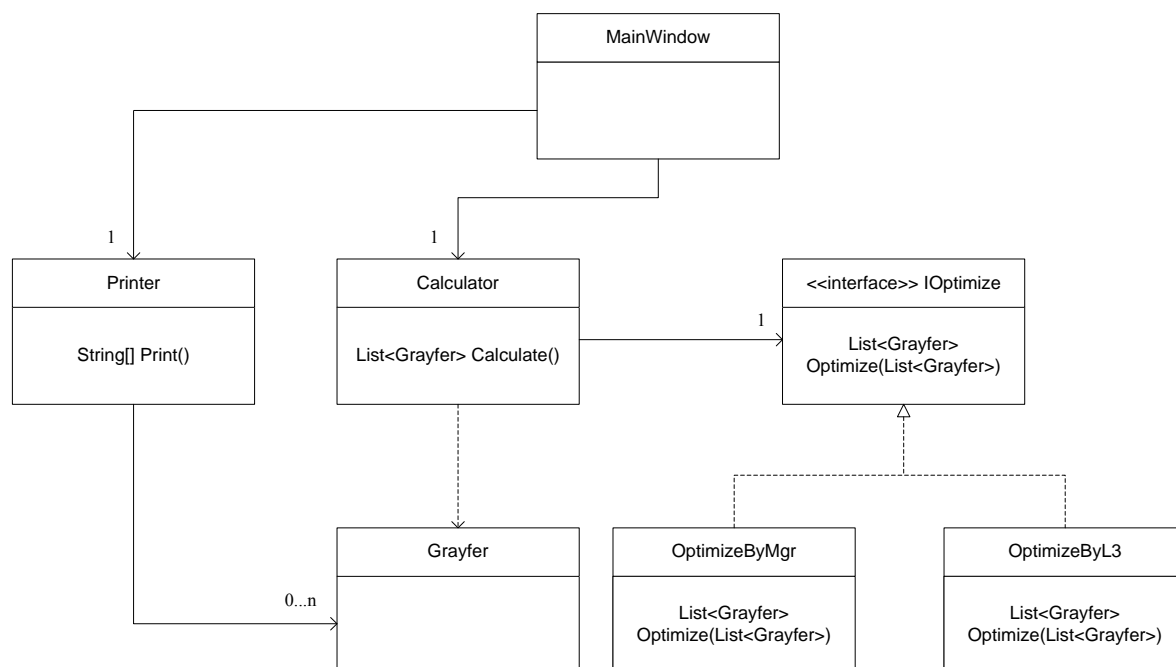 MainWindow
1
1
Printer
Calculator
<<interface>> IOptimize
String[] Print()
List<Grayfer> Calculate()
1
List<Grayfer>
Optimize(List<Grayfer>)
0...n
Grayfer
OptimizeByMgr
OptimizeByL3
List<Grayfer>
Optimize(List<Grayfer>)
List<Grayfer>
Optimize(List<Grayfer>)